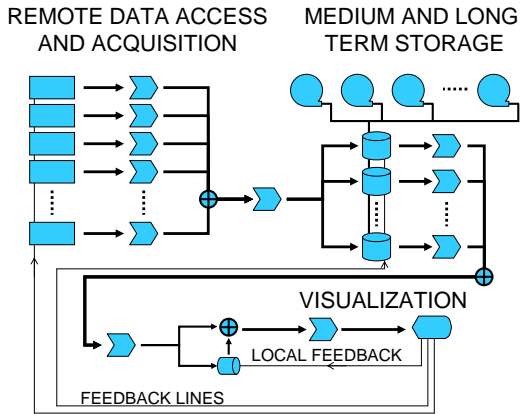 REMOTE DATA ACCESS
AND ACQUISITION
MEDIUM AND LONG
TERM STORAGE
VISUALIZATION
LOCAL FEEDBACK
FEEDBACK LINES